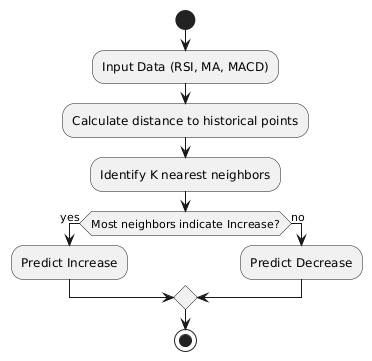 Input Data (RSI, MA, MACD)
Calculate distance to historical points
Identify K nearest neighbors
yes
Most neighbors indicate Increase?
no
Predict Increase
Predict Decrease